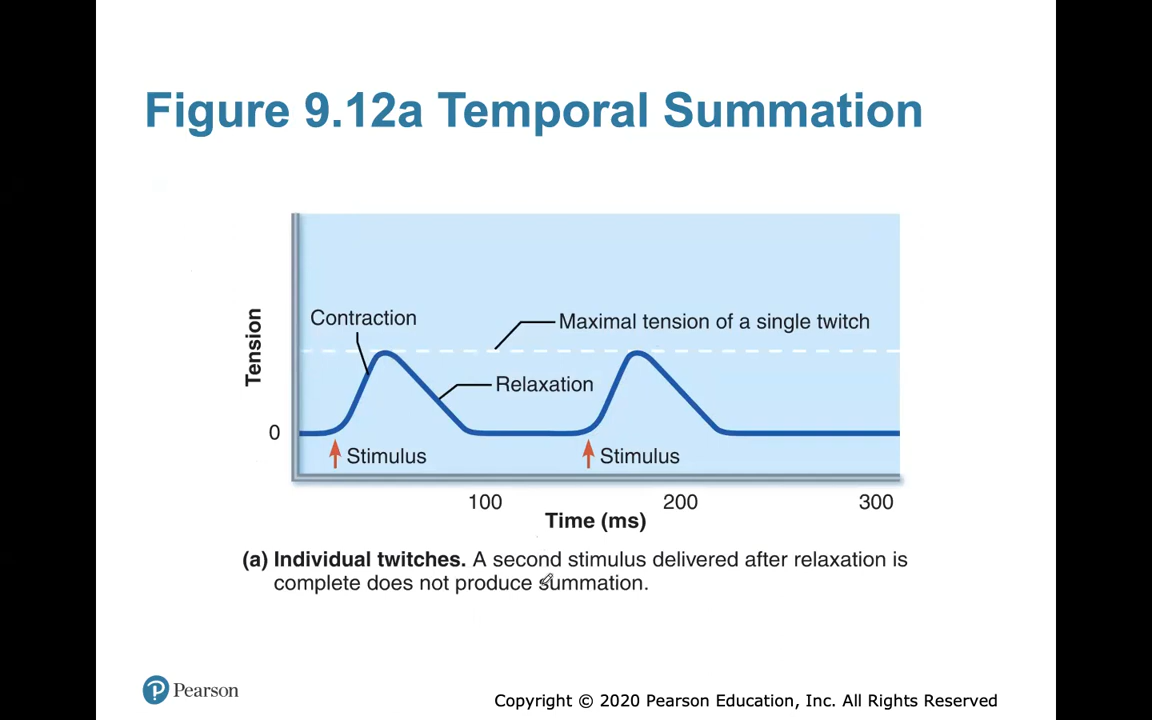 Figure 9.12a Temporal Summation
Contraction
Maximal tension of a single twitch
Tension
Relaxation
0
Stimulus
Stimulus
100
200
300
Time (ms)
(a) Individual twitches. A second stimulus delivered after relaxation is
complete does not produce summation.
P Pearson
Copyright © 2020 Pearson Education, Inc. All Rights Reserved